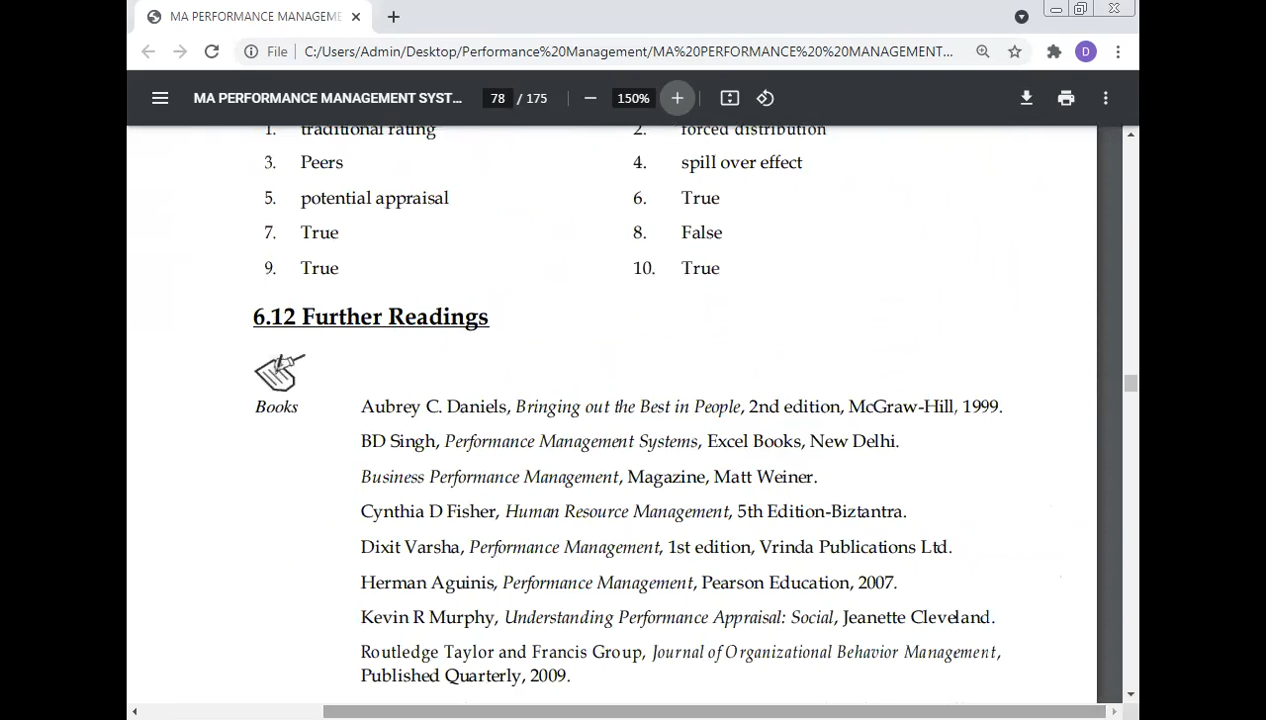 MA PERFORMANCE MANAGEME
File C:/Users/Admin/Desktop/Performance%20Management/MA%20PERFORMANCE%20%20MANAGEMENT...
D
MA PERFORMANCE MANAGEMENT SYST... 78 / 175 150%
1. traditional rating 2. forced distribution
3. Peers 4. spill over effect
5. potential appraisal 6. True
7. True 8. False
9. True 10. True
6.12 Further Readings
Books Aubrey C. Daniels, Bringing out the Best in People, 2nd edition, McGraw-Hill, 1999.
BD Singh, Performance Management Systems, Excel Books, New Delhi.
Business Performance Management, Magazine, Matt Weiner.
Cynthia D Fisher, Human Resource Management, 5th Edition-Biztantra.
Dixit Varsha, Performance Management, 1st edition, Vrinda Publications Ltd.
Herman Aguinis, Performance Management, Pearson Education, 2007.
Kevin R Murphy, Understanding Performance Appraisal: Social, Jeanette Cleveland.
Routledge Taylor and Francis Group, Journal of Organizational Behavior Management,
Published Quarterly, 2009.